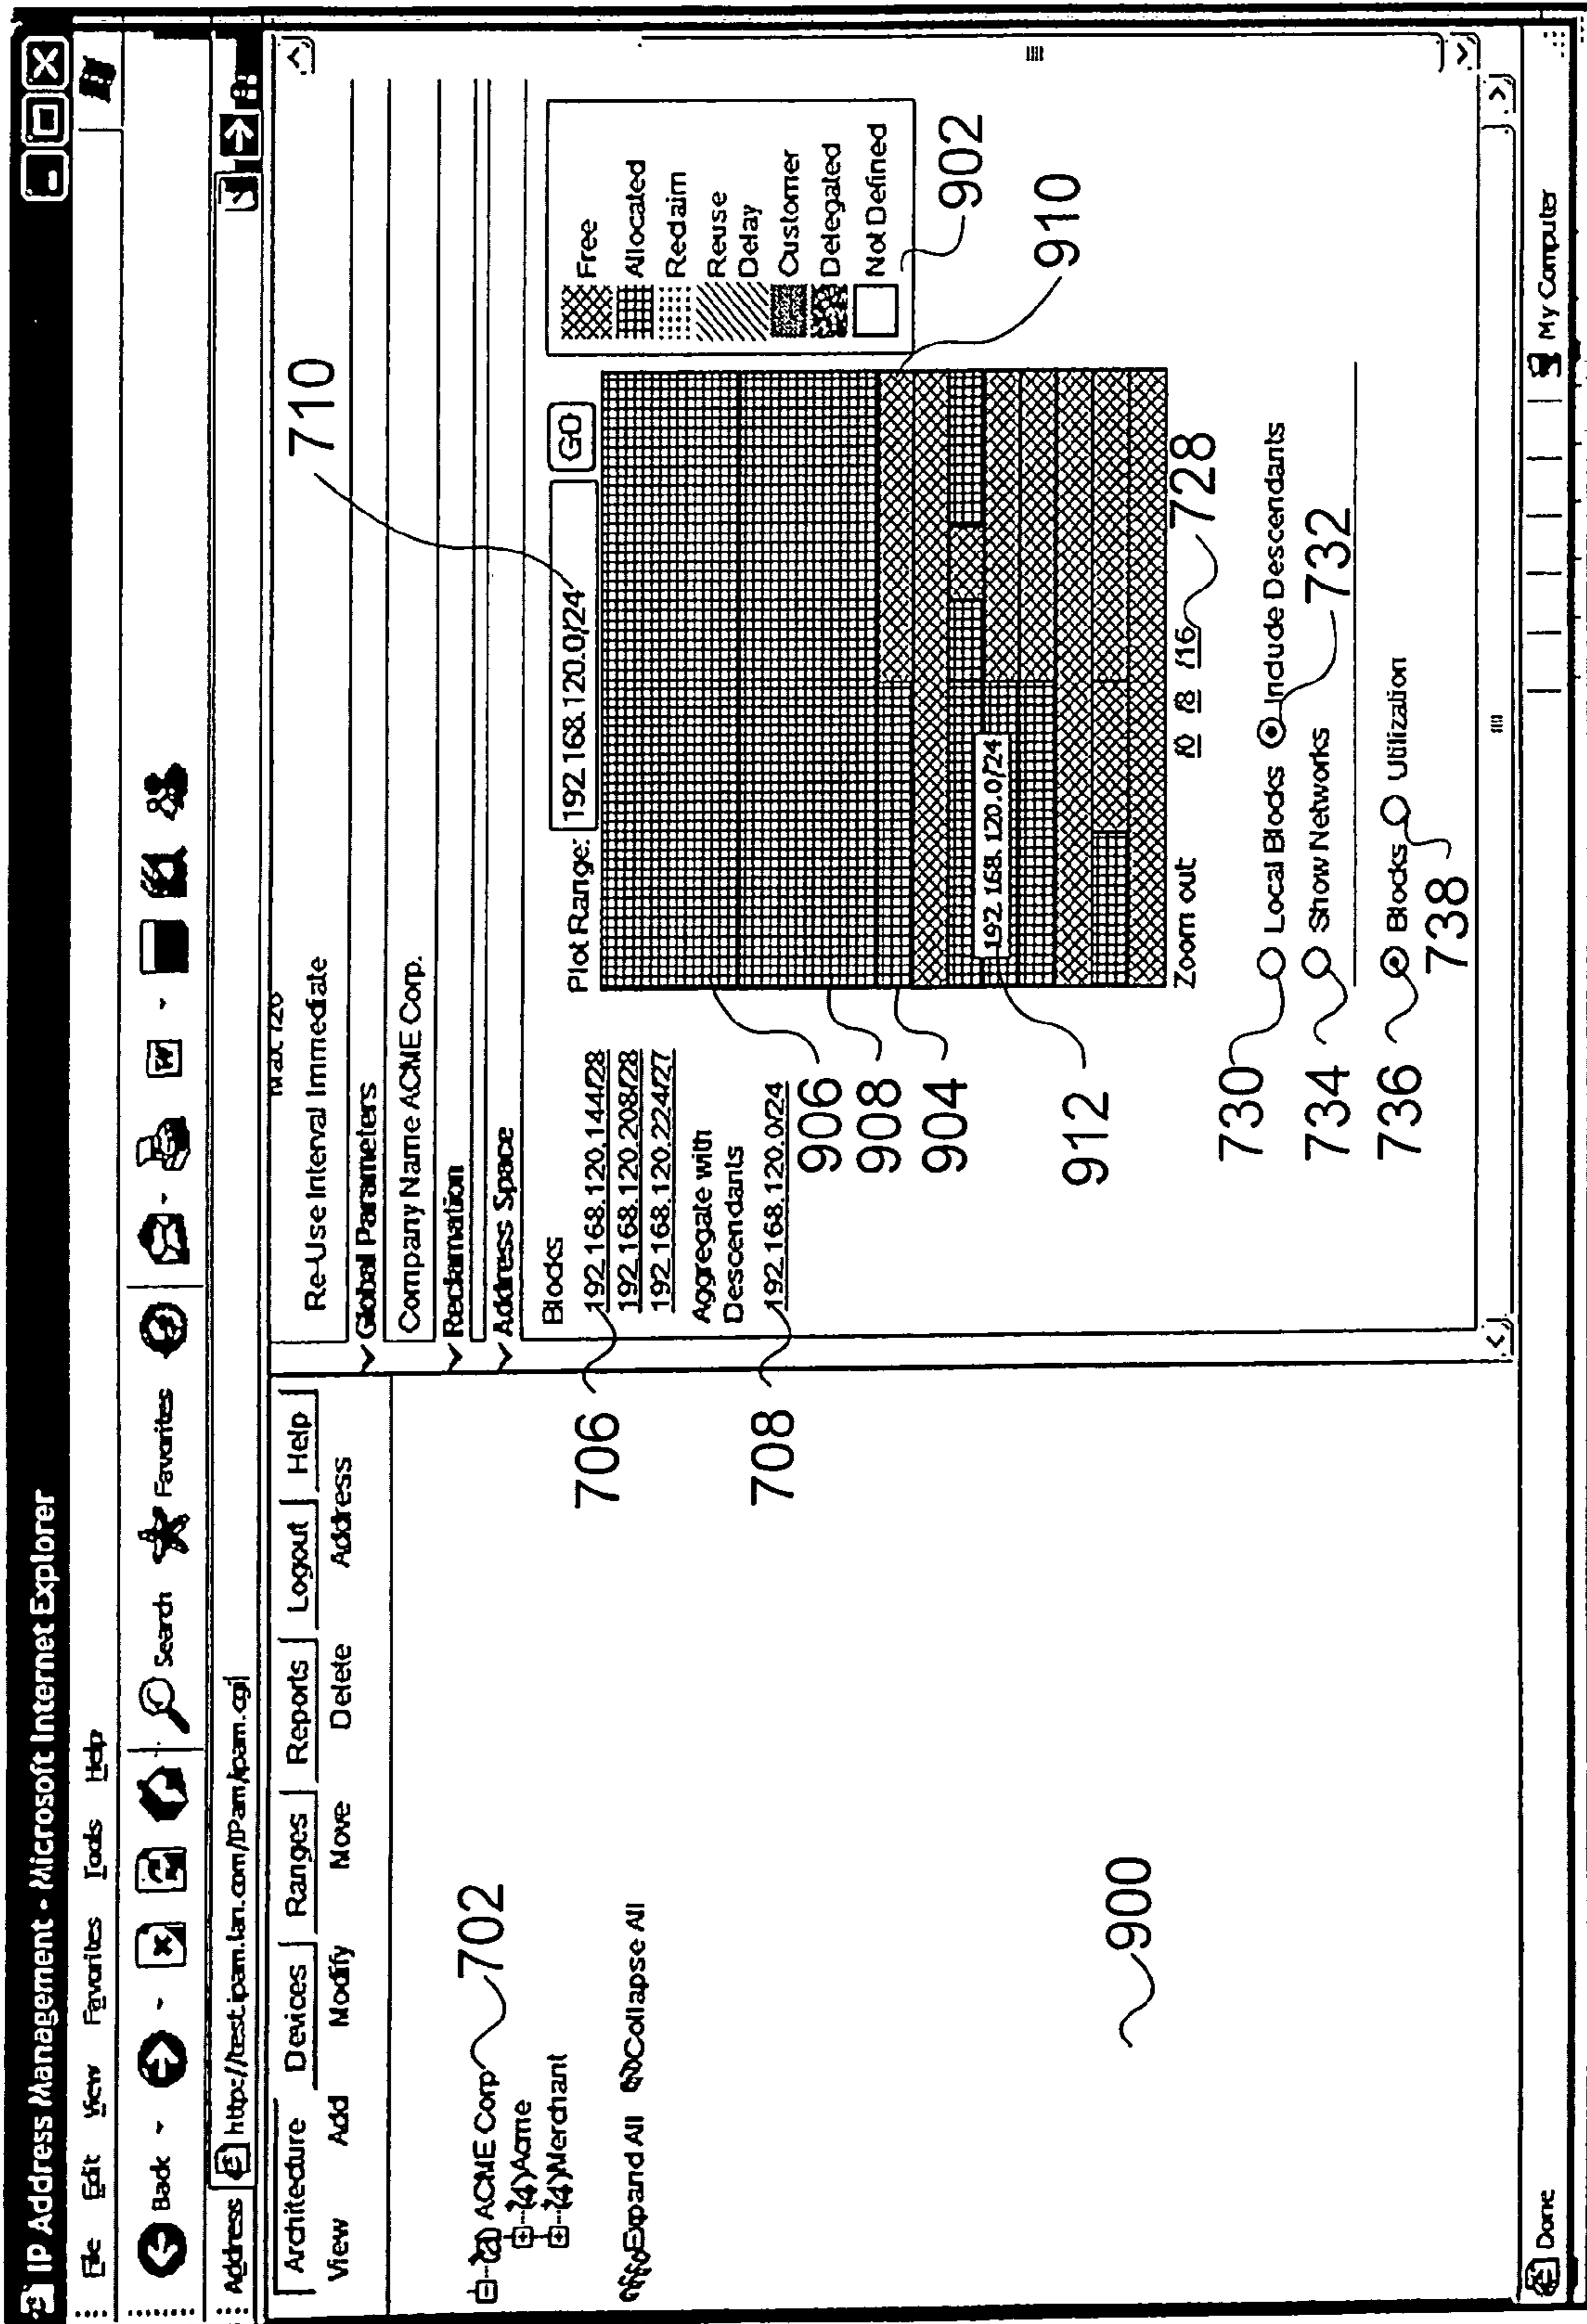 IP Address Management - Microsoft Internet Explorer
File Edit View Favorites Tools Help
Back Search Favorites
Address http://test.ipam.lan.com/IPam/ipam.cgi
Architecture Devices Ranges Reports Logout Help
View Add Modify Move Delete Address
ACME Corp 702
(4)Acme
(4)Merchant
Expand All Collapse All
900
Max /26
Re-Use Interval Immediate
710
Global Parameters
Company Name ACME Corp.
Reclamation
Address Space
Blocks
192.168.120.144/28
192.168.120.208/28
192.168.120.224/27
706
Aggregate with
Descendants
192.168.120.0/24
708
906
908
904
912
Plot Range: 192.168.120.0/24 GO
192.168.120.0/24
Free
Allocated
Reclaim
Reuse
Delay
Customer
Delegated
Not Defined
902
910
Zoom out /0 /8 /16 728
730 Local Blocks Include Descendants
734 Show Networks 732
736 Blocks Utilization
738
Done My Computer